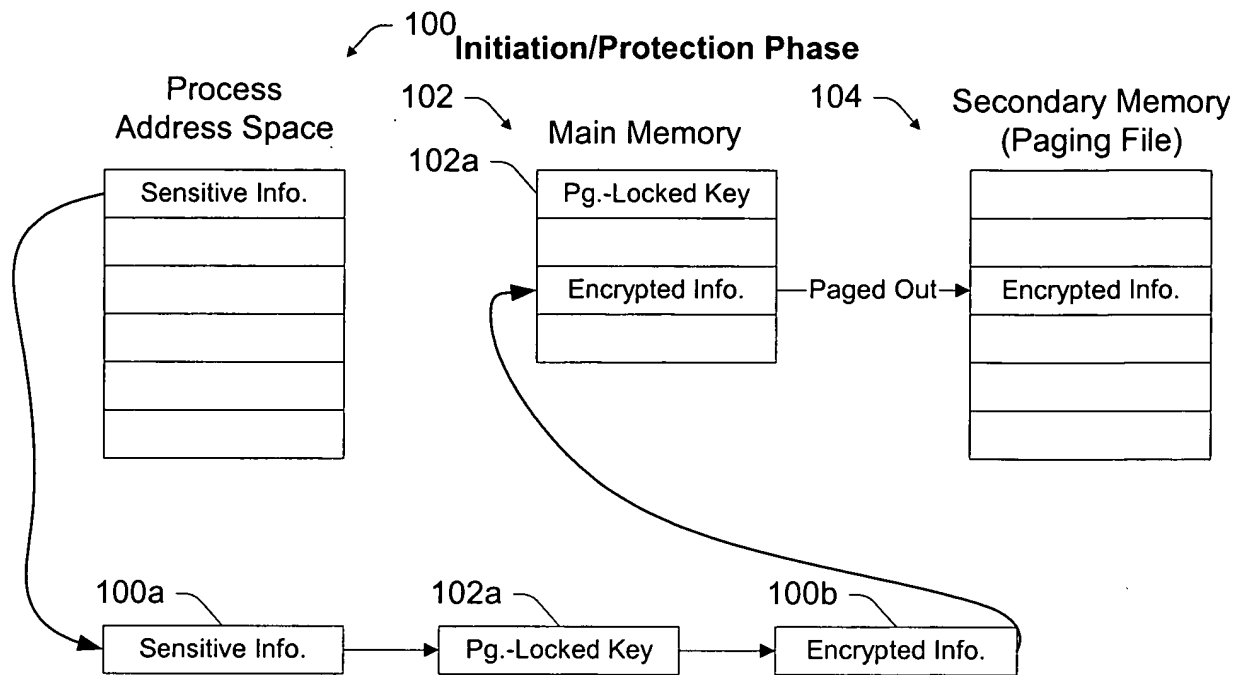 100
Initiation/Protection Phase
Process
Address Space
102
Main Memory
104
Secondary Memory
(Paging File)
102a
Sensitive Info.
Pg.-Locked Key
Encrypted Info.
Paged Out
Encrypted Info.
100a
102a
100b
Sensitive Info.
Pg.-Locked Key
Encrypted Info.